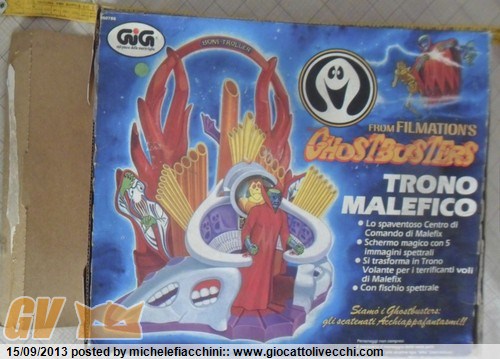 GiG
BONE TROLLER
FROM FILMATION'S
GHOSTBUSTERS
TRONO
MALEFICO
• Lo spaventoso Centro di
Comando di Malefix
• Schermo magico con 5
immagini spettrali
• Si trasforma in Trono
Volante per i terrificanti voli
di Malefix
• Con fischio spettrale
Siamo i Ghostbusters:
gli scatenati Acchiappafantasmi!!
GV
15/09/2013 posted by michelefiacchini:: www.giocattolivecchi.com